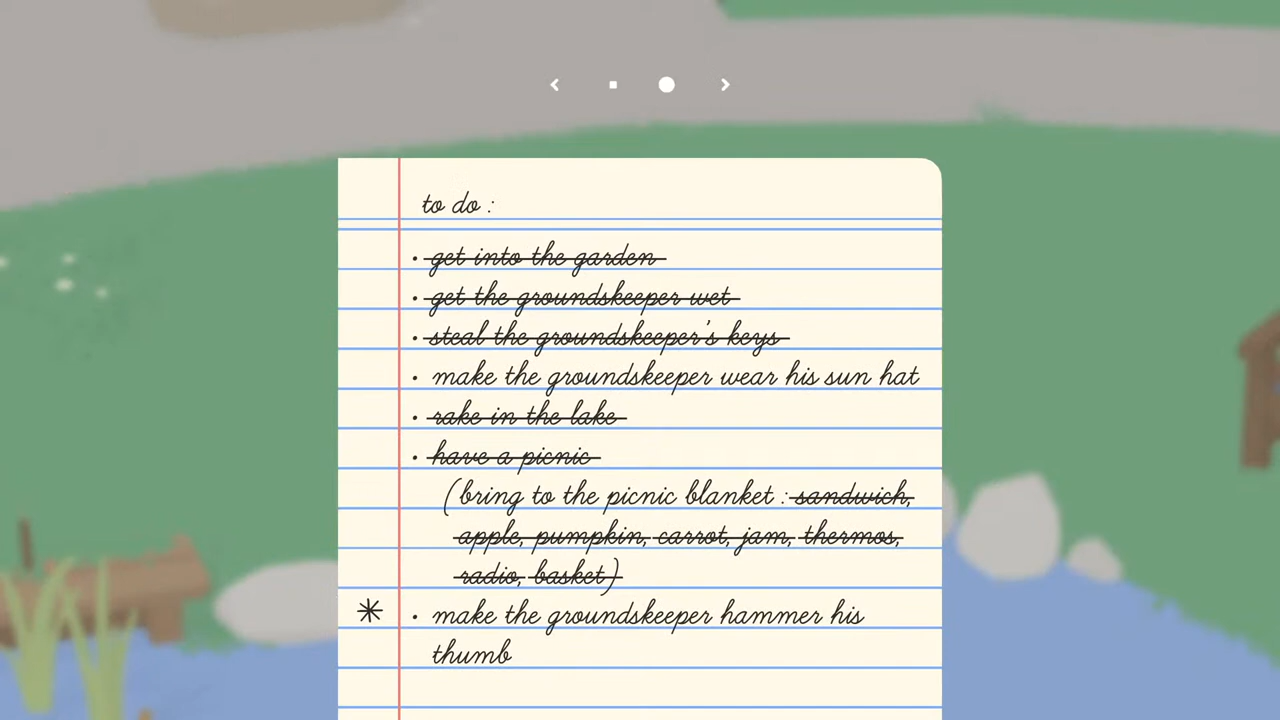 to do :
• get into the garden
• get the groundskeeper wet
• steal the groundskeeper's keys
• make the groundskeeper wear his sun hat
• rake in the lake
• have a picnic
(bring to the picnic blanket : sandwich,
apple, pumpkin, carrot, jam, thermos,
radio, basket)
• make the groundskeeper hammer his
thumb